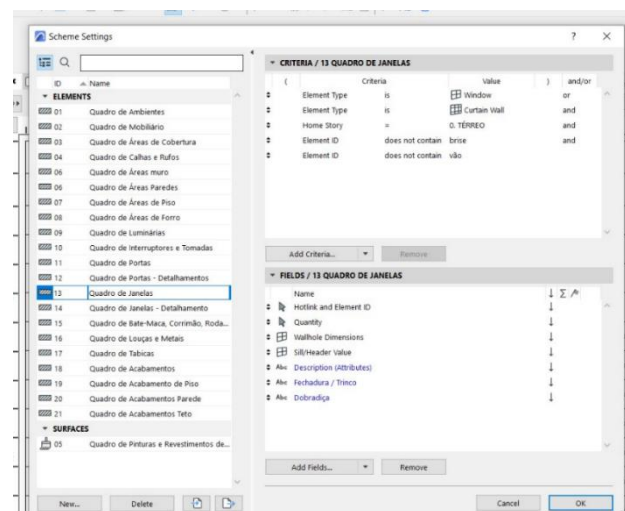 Scheme Settings
? ×
ID Name
ELEMENTS
01 Quadro de Ambientes
02 Quadro de Mobiliário
03 Quadro de Áreas de Cobertura
04 Quadro de Calhas e Rufos
06 Quadro de Áreas muro
06 Quadro de Áreas Paredes
07 Quadro de Áreas de Piso
08 Quadro de Áreas de Forro
09 Quadro de Luminárias
10 Quadro de Interruptores e Tomadas
11 Quadro de Portas
12 Quadro de Portas - Detalhamentos
13 Quadro de Janelas
14 Quadro de Janelas - Detalhamento
15 Quadro de Bate-Maca, Corrimão, Roda...
16 Quadro de Louças e Metais
17 Quadro de Tabicas
18 Quadro de Acabamentos
19 Quadro de Acabamento de Piso
20 Quadro de Acabamentos Parede
21 Quadro de Acabamentos Teto
SURFACES
05 Quadro de Pinturas e Revestimentos de...
New... Delete
CRITERIA / 13 QUADRO DE JANELAS
( Criteria Value ) and/or
Element Type is Window or
Element Type is Curtain Wall and
Home Story = 0. TÉRREO and
Element ID does not contain brise and
Element ID does not contain vão
Add Criteria... Remove
FIELDS / 13 QUADRO DE JANELAS
Name ↓ Σ
Hotlink and Element ID ↓
Quantity ↓
Wallhole Dimensions ↓
Sill/Header Value ↓
Abc Description (Attributes) ↓
Abc Fechadura / Trinco ↓
Abc Dobradiça ↓
Add Fields... Remove
Cancel OK